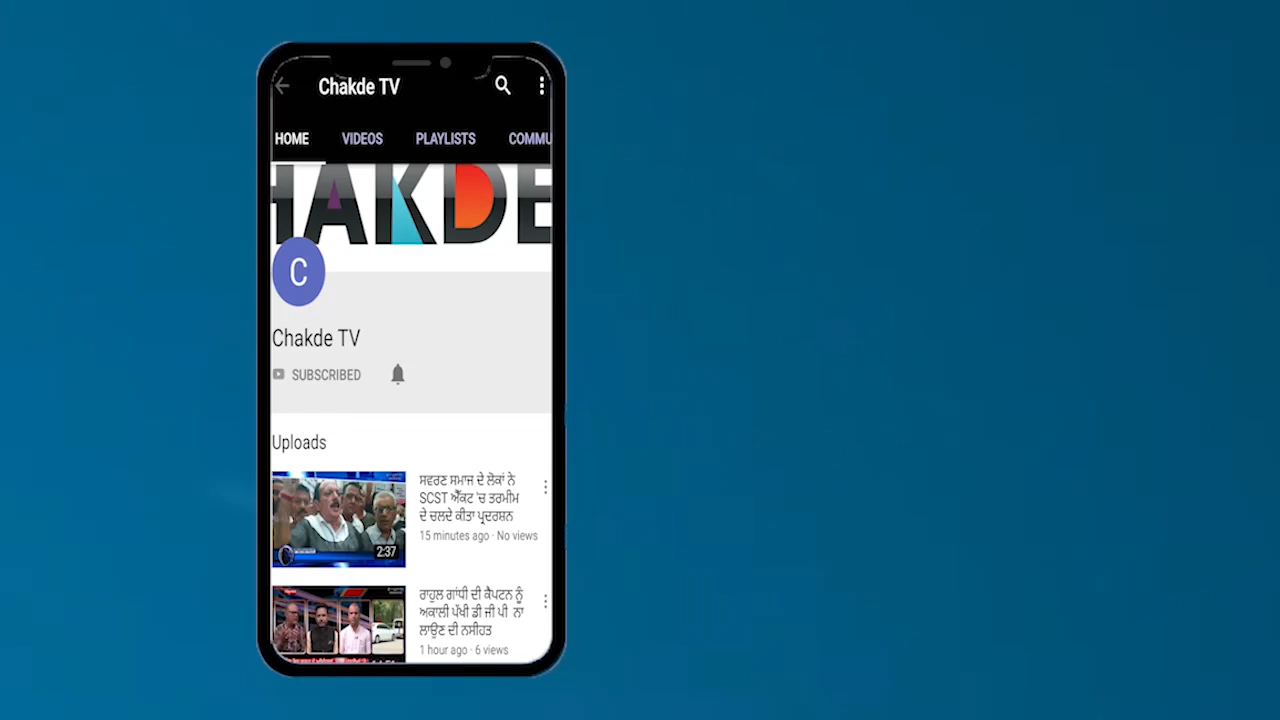 Chakde TV
HOME VIDEOS PLAYLISTS COMMU
HAKDE
C
Chakde TV
SUBSCRIBED
Uploads
ਸਵਰਣ ਸਮਾਜ ਦੇ ਲੋਕਾਂ ਨੇ
SCST ਐੱਕਟ 'ਚ ਤਰਮੀਮ
ਦੇ ਚਲਦੇ ਕੀਤਾ ਪ੍ਰਦਰਸ਼ਨ
15 minutes ago · No views
2:37
ਰਾਹੁਲ ਗਾਂਧੀ ਦੀ ਕੈਪਟਨ ਨੂੰ
ਅਕਾਲੀ ਪੱਖੀ ਡੀ ਜੀ ਪੀ ਨਾ
ਲਾਉਣ ਦੀ ਨਸੀਹਤ
1 hour ago · 6 views